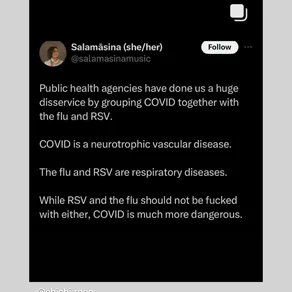 Salamāsina (she/her)
Follow
@salamasinamusic
Public health agencies have done us a huge
disservice by grouping COVID together with
the flu and RSV.
COVID is a neurotrophic vascular disease.
The flu and RSV are respiratory diseases.
While RSV and the flu should not be fucked
with either, COVID is much more dangerous.